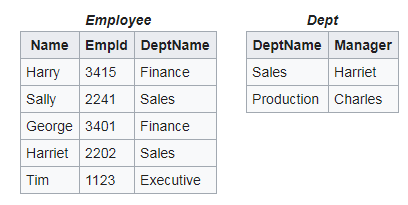 Employee Dept
Name EmpId DeptName DeptName Manager
Harry 3415 Finance Sales Harriet
Sally 2241 Sales Production Charles
George 3401 Finance
Harriet 2202 Sales
Tim 1123 Executive